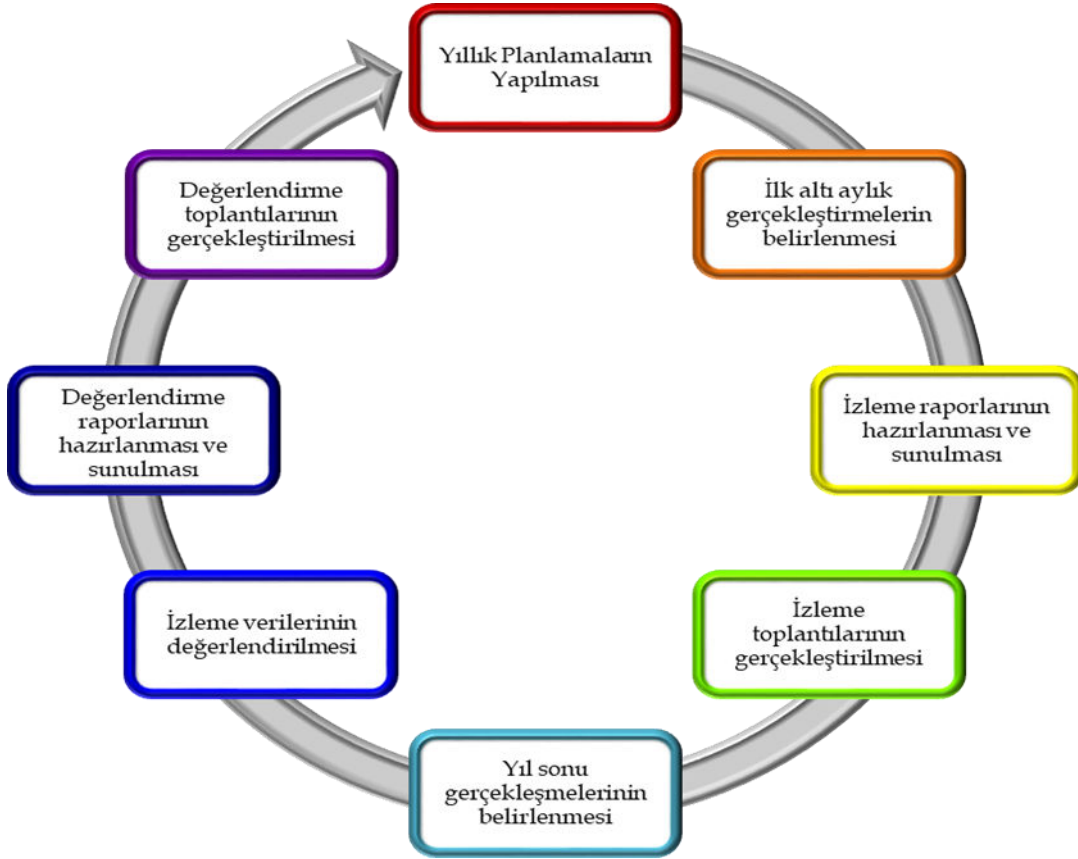 Yıllık Planlamaların
Yapılması
İlk altı aylık
gerçekleştirmelerin
belirlenmesi
İzleme raporlarının
hazırlanması ve
sunulması
İzleme
toplantılarının
gerçekleştirilmesi
Yıl sonu
gerçekleşmelerinin
belirlenmesi
İzleme verilerinin
değerlendirilmesi
Değerlendirme
raporlarının
hazırlanması ve
sunulması
Değerlendirme
toplantılarının
gerçekleştirilmesi